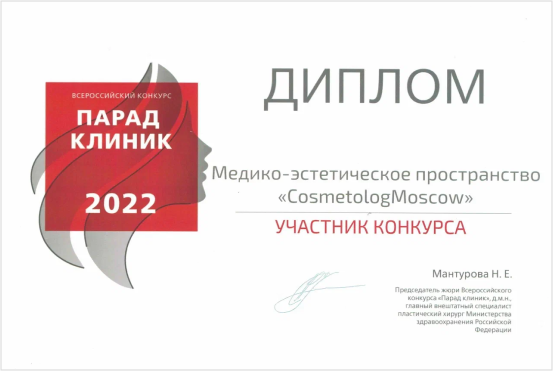 ВСЕРОССИЙСКИЙ КОНКУРС
ПАРАД
КЛИНИК
2022
ДИПЛОМ
Медико-эстетическое пространство
«CosmetologMoscow»
УЧАСТНИК КОНКУРСА
Мантурова Н. Е.
Председатель жюри Всероссийского
конкурса «Парад клиник», д.м.н.,
главный внештатный специалист
пластический хирург Министерства
здравоохранения Российской
Федерации